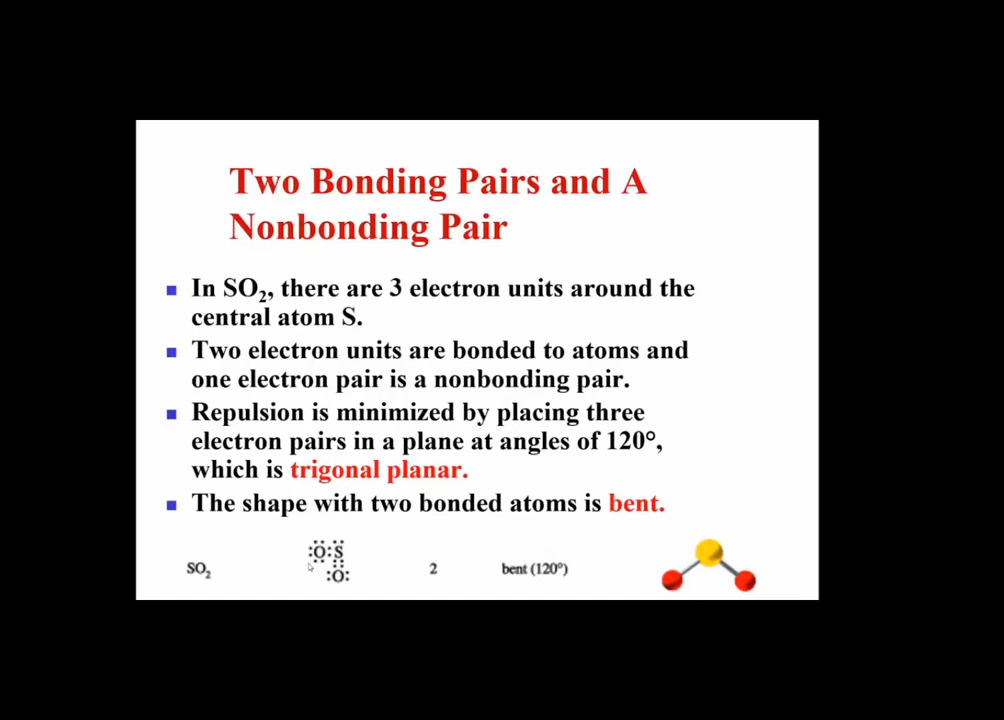 Two Bonding Pairs and A
Nonbonding Pair
In SO₂, there are 3 electron units around the
central atom S.
Two electron units are bonded to atoms and
one electron pair is a nonbonding pair.
Repulsion is minimized by placing three
electron pairs in a plane at angles of 120°,
which is trigonal planar.
The shape with two bonded atoms is bent.
SO₂ :O:S :O: 2 bent (120°)